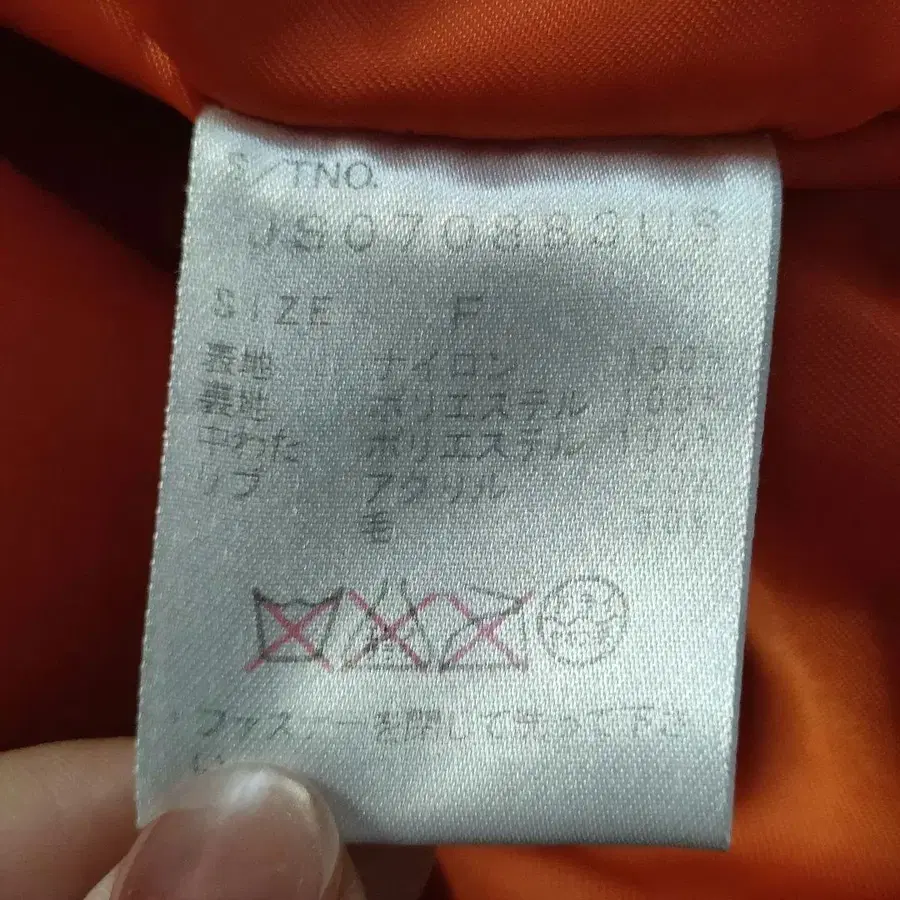 S/TNO.
SIZE F
表地 ナイロン 100%
裏地 ポリエステル 100%
中わた ポリエステル 100%
リブ アクリル
毛 30%
ファスナーを閉じて洗って下さ
い